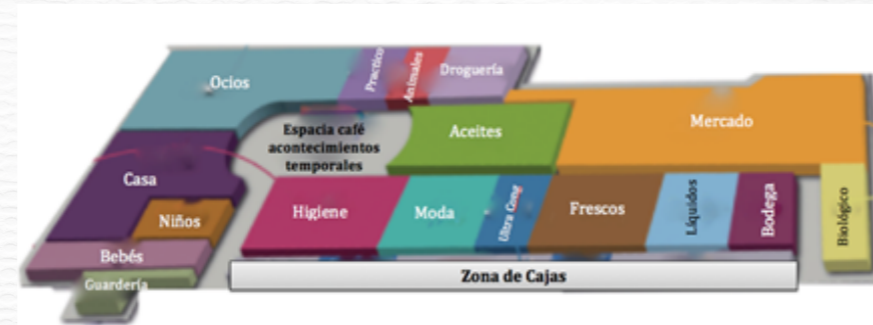 Ocios
Practico
Animales
Droguería
Mercado
Espacia café
acontecimientos
temporales
Aceites
Casa
Niños
Higiene
Moda
Ultra Cong
Frescos
Líquidos
Bodega
Biológico
Bebés
Guardería
Zona de Cajas